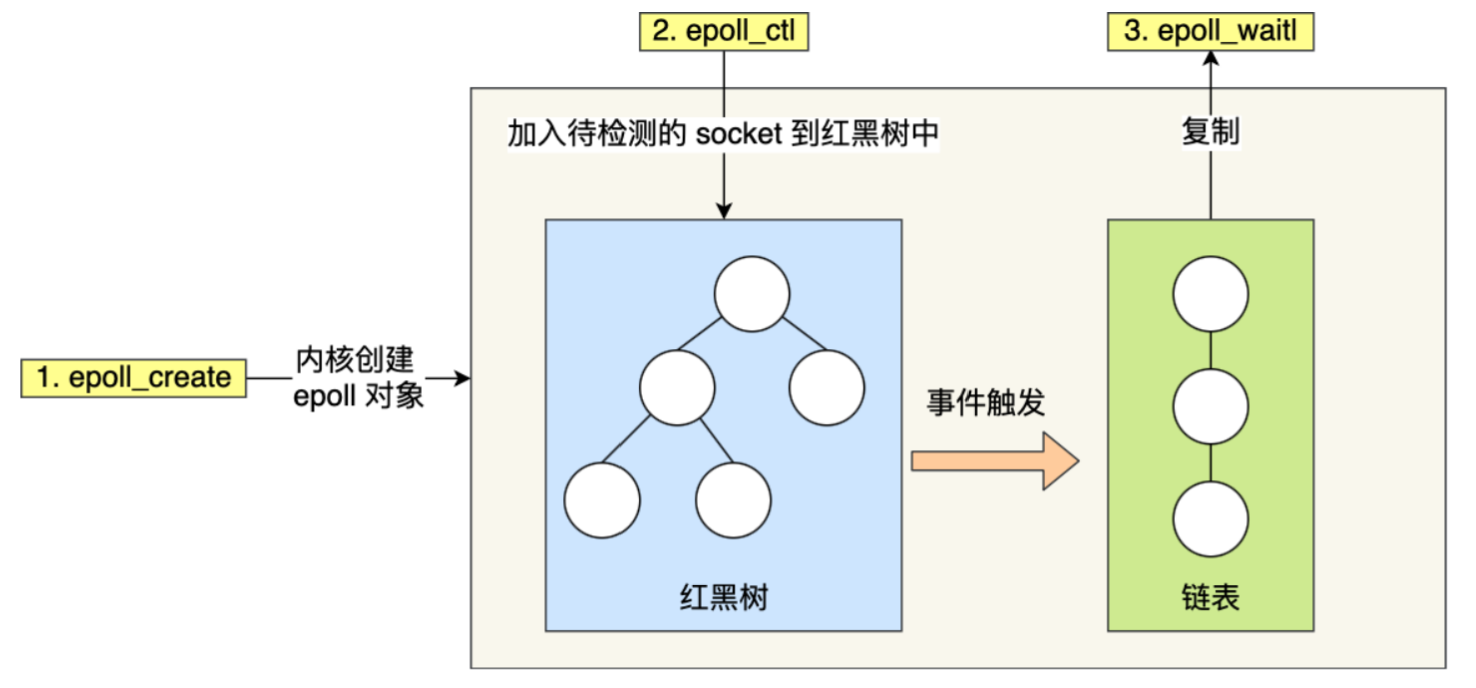 2. epoll_ctl
3. epoll_waitl
加入待检测的 socket 到红黑树中
复制
1. epoll_create
内核创建
epoll 对象
事件触发
红黑树
链表